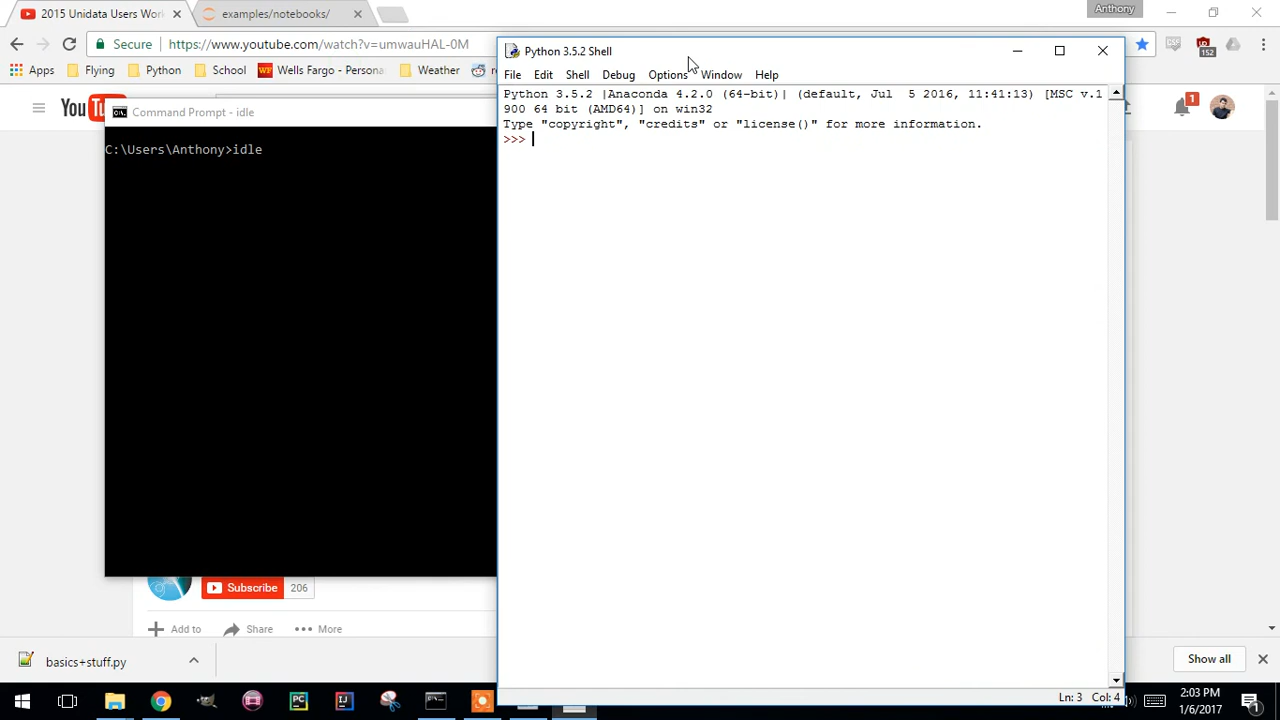 2015 Unidata Users Wor
examples/notebooks/
Anthony
Secure
https://www.youtube.com/watch?v=umwauHAL-0M
152
Apps
Flying
Python
School
Wells Fargo - Persona
Weather
Python 3.5.2 Shell
File Edit Shell Debug Options Window Help
Python 3.5.2 |Anaconda 4.2.0 (64-bit)| (default, Jul  5 2016, 11:41:13) [MSC v.1
900 64 bit (AMD64)] on win32
Type "copyright", "credits" or "license()" for more information.
>>>
1
Command Prompt - idle
C:\Users\Anthony>idle
Subscribe 206
Add to Share More
basics+stuff.py
Show all
Ln: 3 Col: 4
2:03 PM
1/6/2017
1